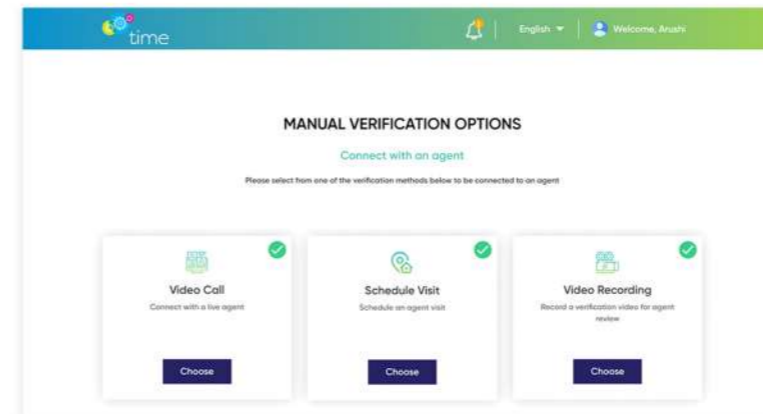 time
English
Welcome, Arushi
MANUAL VERIFICATION OPTIONS
Connect with an agent
Please select from one of the verification methods below to be connected to an agent
Video Call
Connect with a live agent
Choose
Schedule Visit
Schedule an agent visit
Choose
Video Recording
Record a verification video for agent
review
Choose